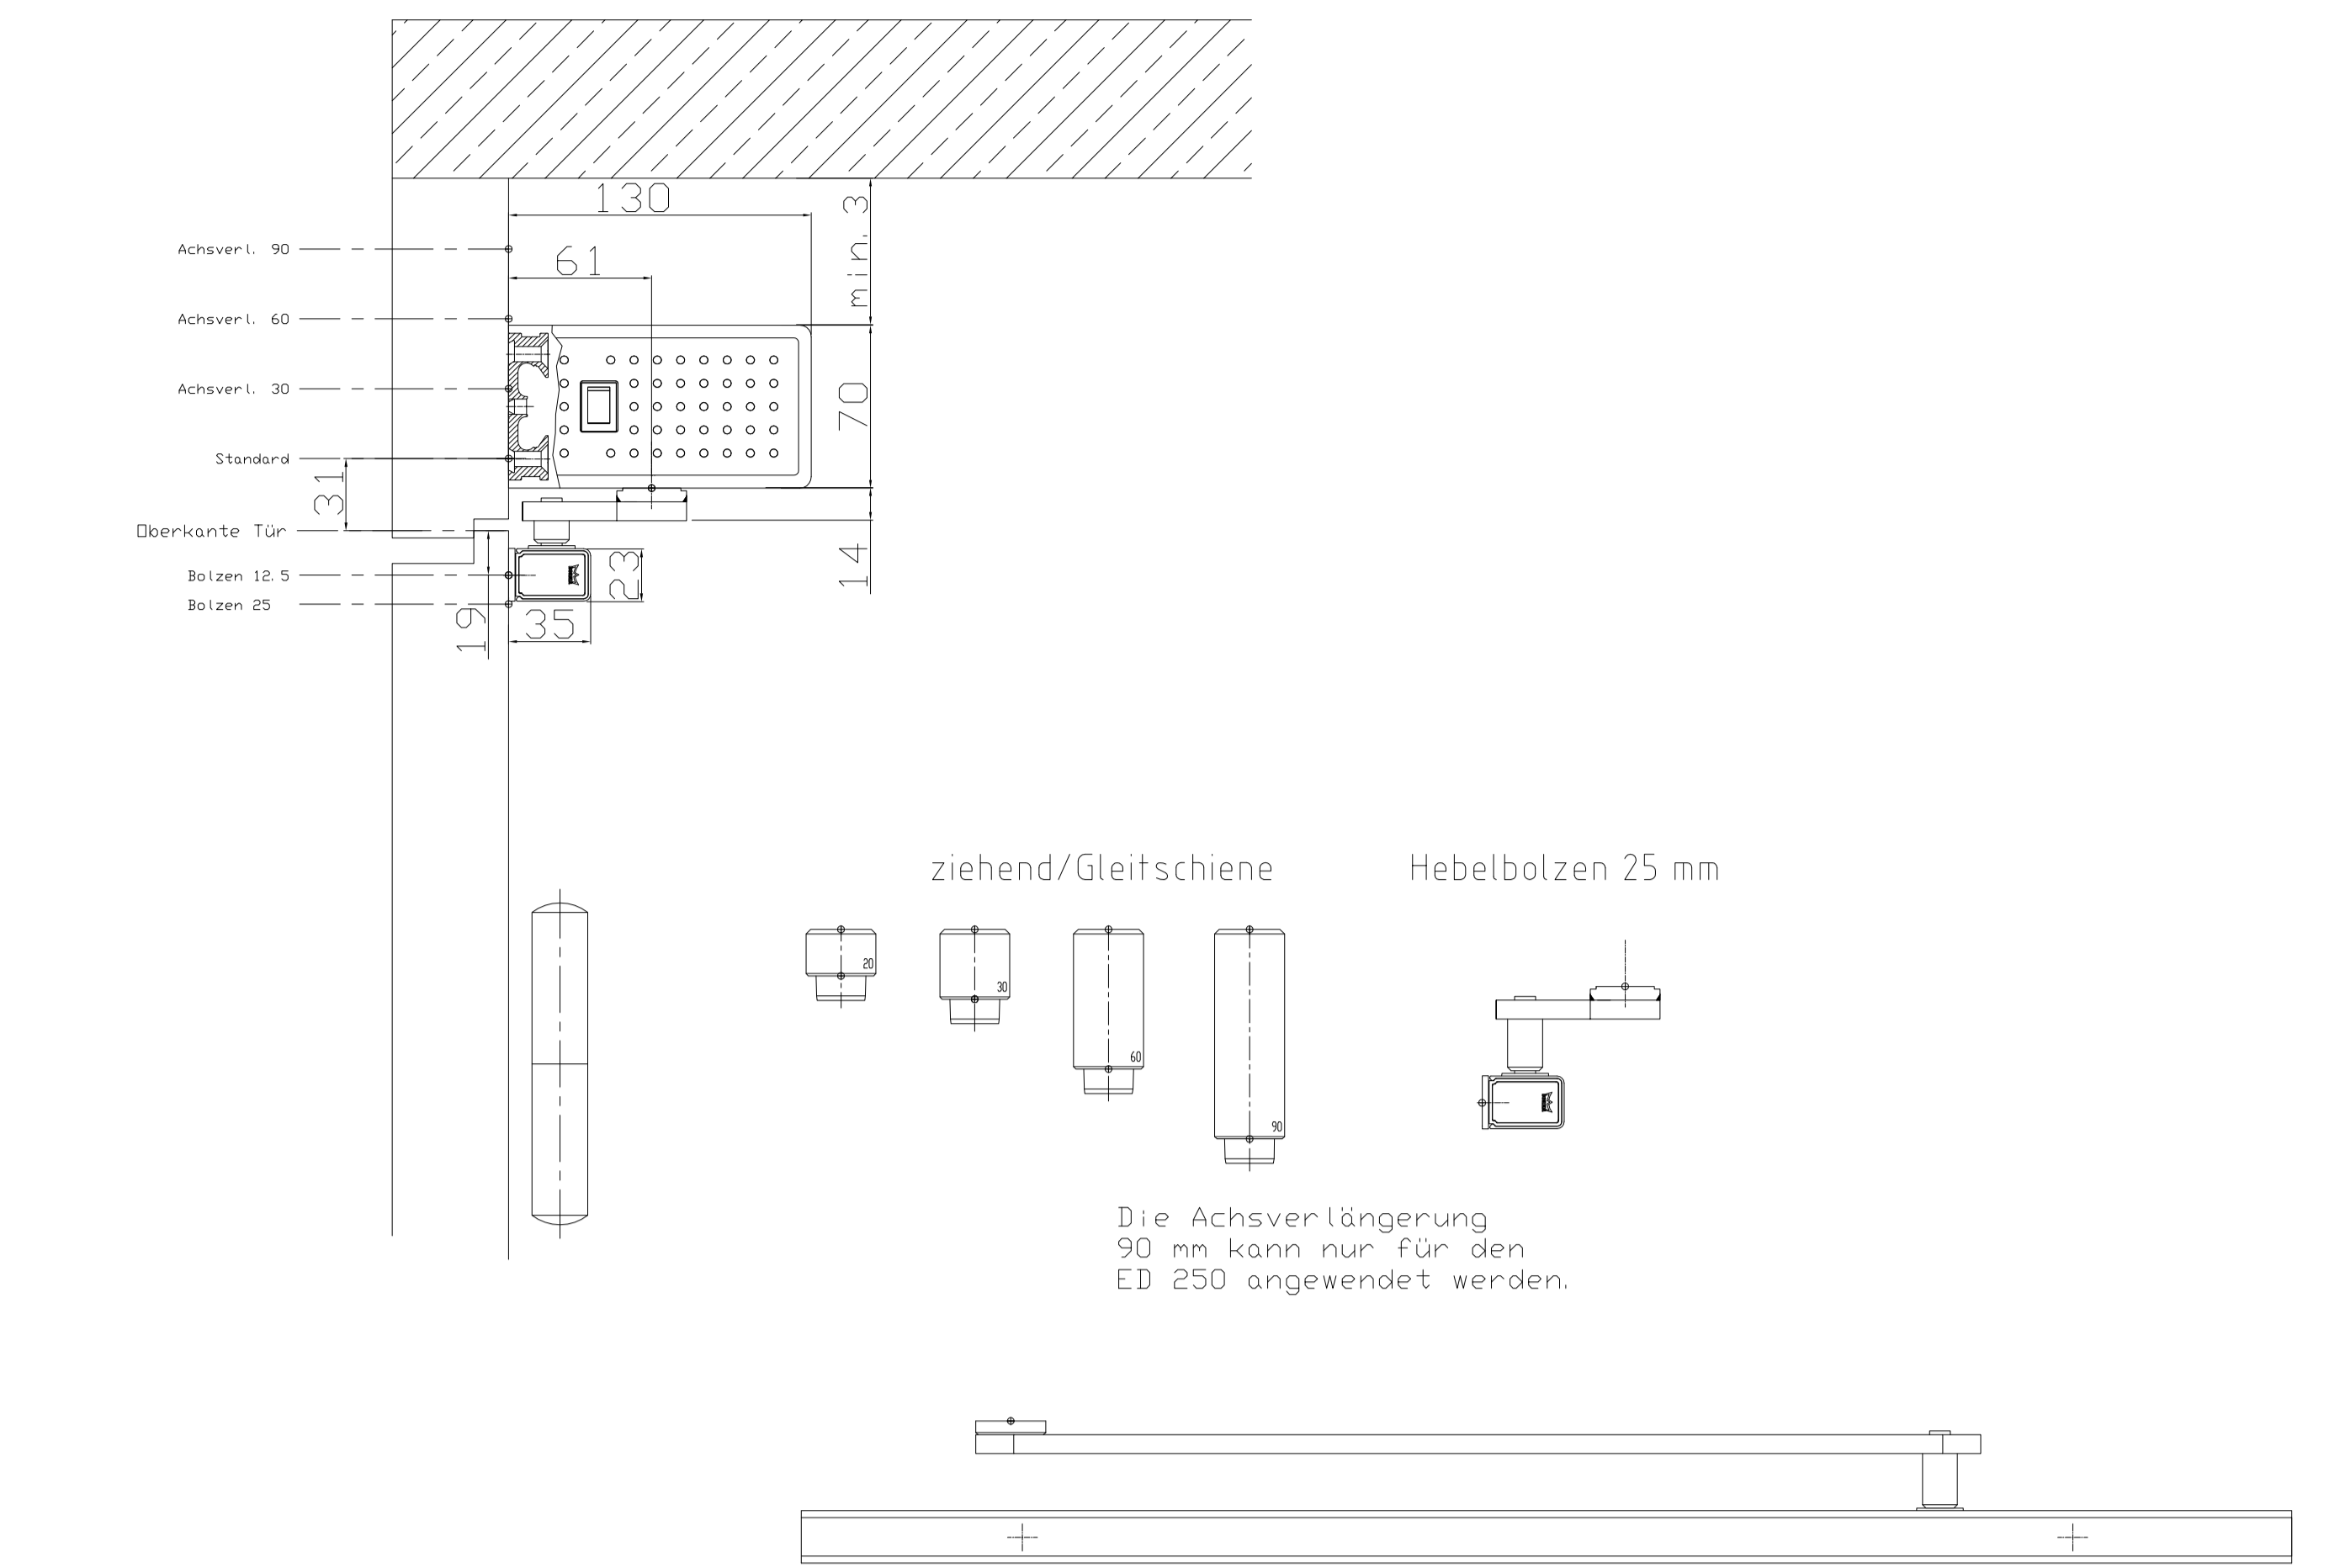 130
min. 3
Achsverl. 90
61
Achsverl. 60
70
Achsverl. 30
Standard
31
Oberkante Tür
14
Bolzen 12.5
23
Bolzen 25
19
35
ziehend/Gleitschiene
Hebelbolzen 25 mm
20
30
60
90
Die Achsverlängerung
90 mm kann nur für den
ED 250 angewendet werden.